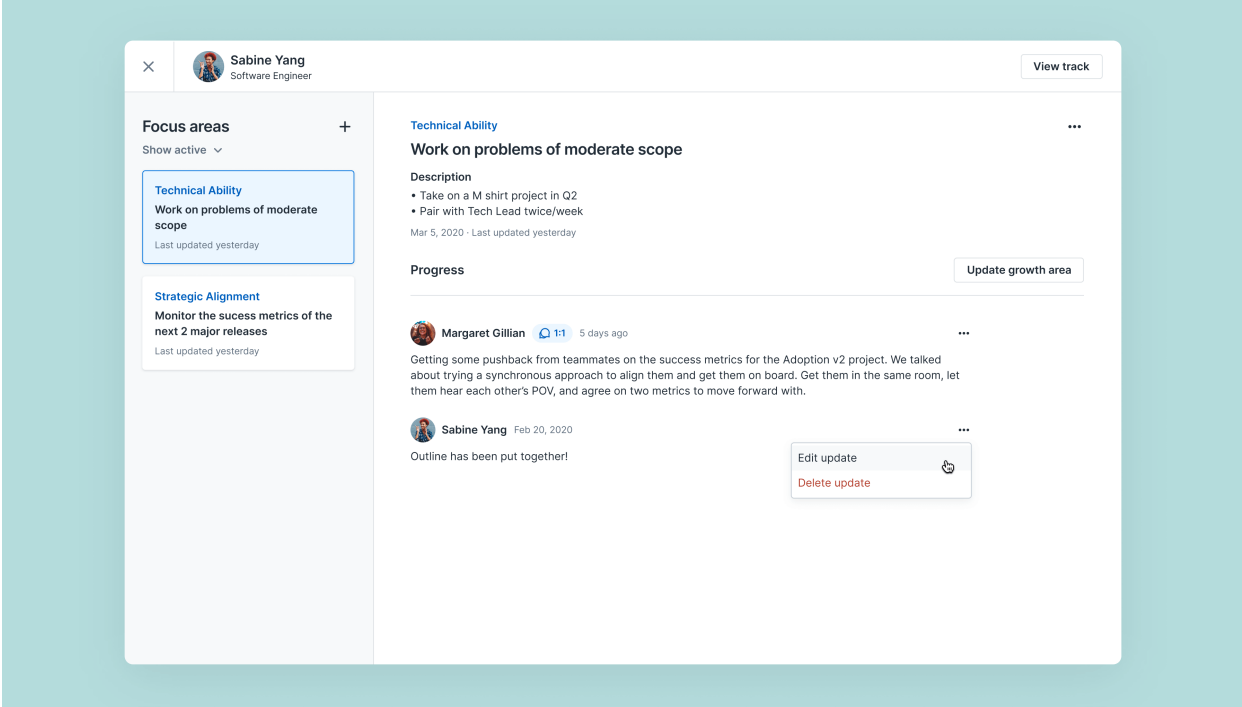 Sabine Yang
Software Engineer
View track
Focus areas
Show active
Technical Ability
Work on problems of moderate
scope
Last updated yesterday
Strategic Alignment
Monitor the sucess metrics of the
next 2 major releases
Last updated yesterday
Technical Ability
Work on problems of moderate scope
Description
• Take on a M shirt project in Q2
• Pair with Tech Lead twice/week
Mar 5, 2020 · Last updated yesterday
Progress
Update growth area
Margaret Gillian 1:1 5 days ago
Getting some pushback from teammates on the success metrics for the Adoption v2 project. We talked
about trying a synchronous approach to align them and get them on board. Get them in the same room, let
them hear each other’s POV, and agree on two metrics to move forward with.
Sabine Yang Feb 20, 2020
Outline has been put together!
Edit update
Delete update